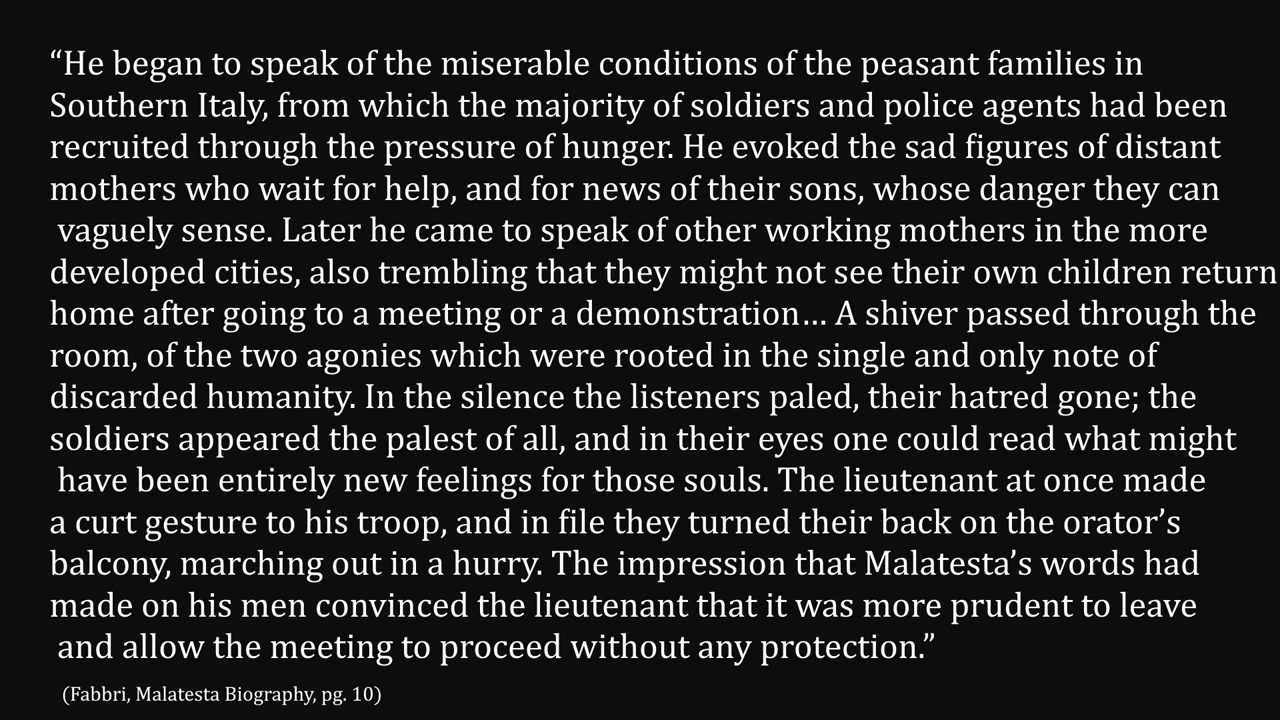 “He began to speak of the miserable conditions of the peasant families in
Southern Italy, from which the majority of soldiers and police agents had been
recruited through the pressure of hunger. He evoked the sad figures of distant
mothers who wait for help, and for news of their sons, whose danger they can
vaguely sense. Later he came to speak of other working mothers in the more
developed cities, also trembling that they might not see their own children return
home after going to a meeting or a demonstration… A shiver passed through the
room, of the two agonies which were rooted in the single and only note of
discarded humanity. In the silence the listeners paled, their hatred gone; the
soldiers appeared the palest of all, and in their eyes one could read what might
have been entirely new feelings for those souls. The lieutenant at once made
a curt gesture to his troop, and in file they turned their back on the orator’s
balcony, marching out in a hurry. The impression that Malatesta’s words had
made on his men convinced the lieutenant that it was more prudent to leave
and allow the meeting to proceed without any protection.”
(Fabbri, Malatesta Biography, pg. 10)